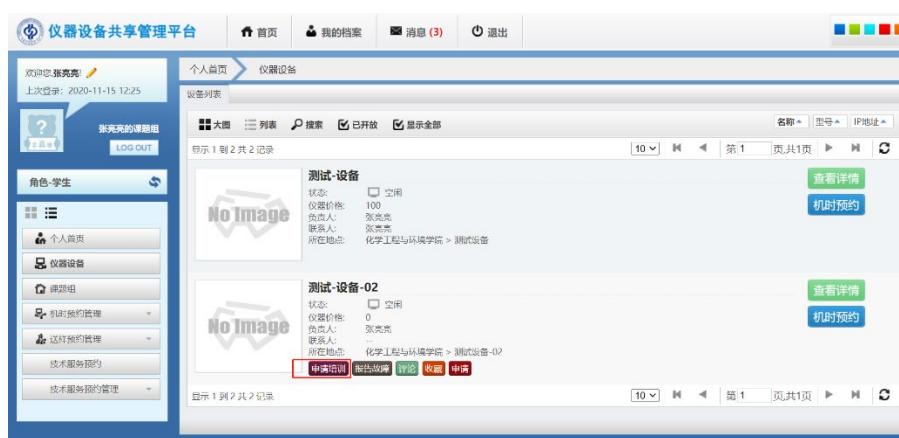 仪器设备共享管理平台
首页 我的档案 消息 (3) 退出
欢迎您,张亮亮!
上次登录: 2020-11-15 12:25
张亮亮的课题组
LOG OUT
角色-学生
个人首页
仪器设备
课题组
机时预约管理
送样预约管理
技术服务预约
技术服务预约管理
个人首页 仪器设备
设备列表
大图 列表 搜索 已开放 显示全部 名称 型号 IP地址
显示 1 到 2 共 2 记录 10 第 1 页,共1页
No Image
测试-设备
状态: 空闲
仪器价格: 100
负责人: 张亮亮
联系人: 张亮亮
所在地点: 化学工程与环境学院 > 测试设备
查看详情
机时预约
No Image
测试-设备-02
状态: 空闲
仪器价格: 0
负责人: 张亮亮
联系人: --
所在地点: 化学工程与环境学院 > 测试设备-02
申请培训 报告故障 评论 收藏 申请
查看详情
机时预约
显示 1 到 2 共 2 记录 10 第 1 页,共1页